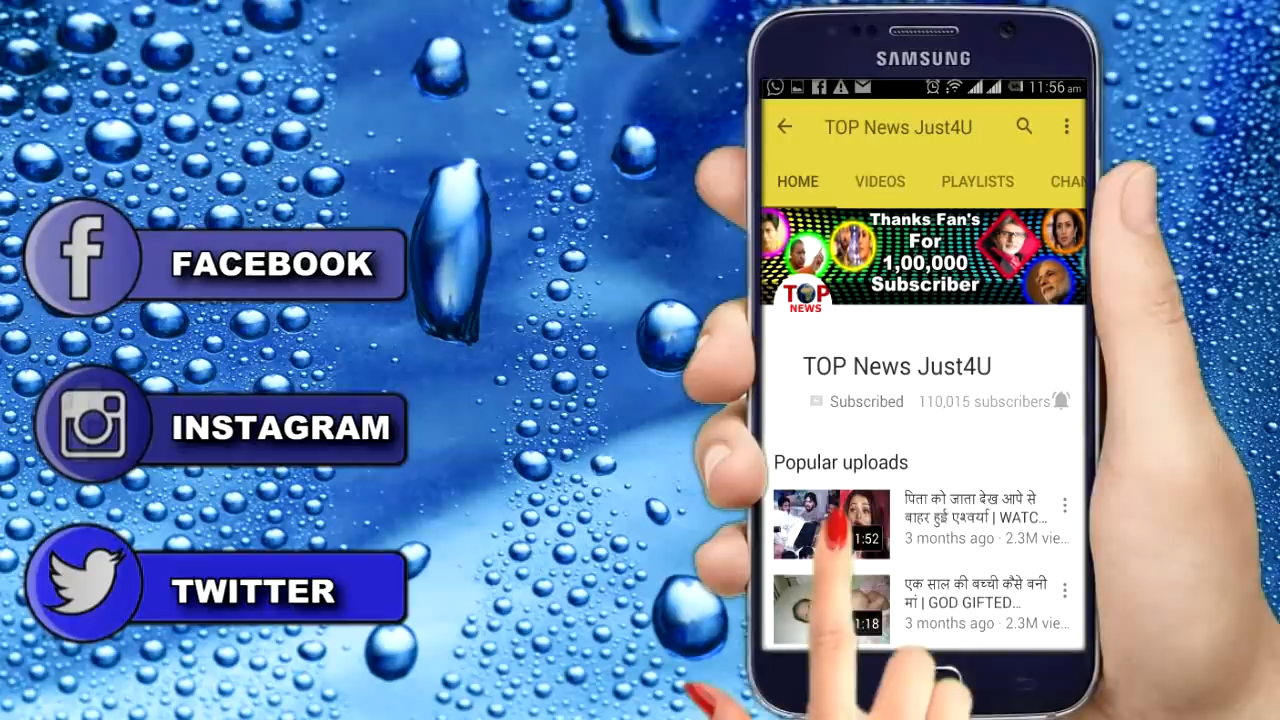 FACEBOOK
INSTAGRAM
TWITTER
SAMSUNG
11:56 am
TOP News Just4U
HOME VIDEOS PLAYLISTS CHAN
Thanks Fan's
For
1,00,000
Subscriber
TOP
NEWS
TOP News Just4U
Subscribed 110,015 subscribers
Popular uploads
पिता को जाता देख आपे से
बाहर हुई एश्वर्या | WATC...
3 months ago · 2.3M vie...
1:52
एक साल की बच्ची कैसे बनी
मां | GOD GIFTED...
3 months ago · 2.3M vie...
1:18